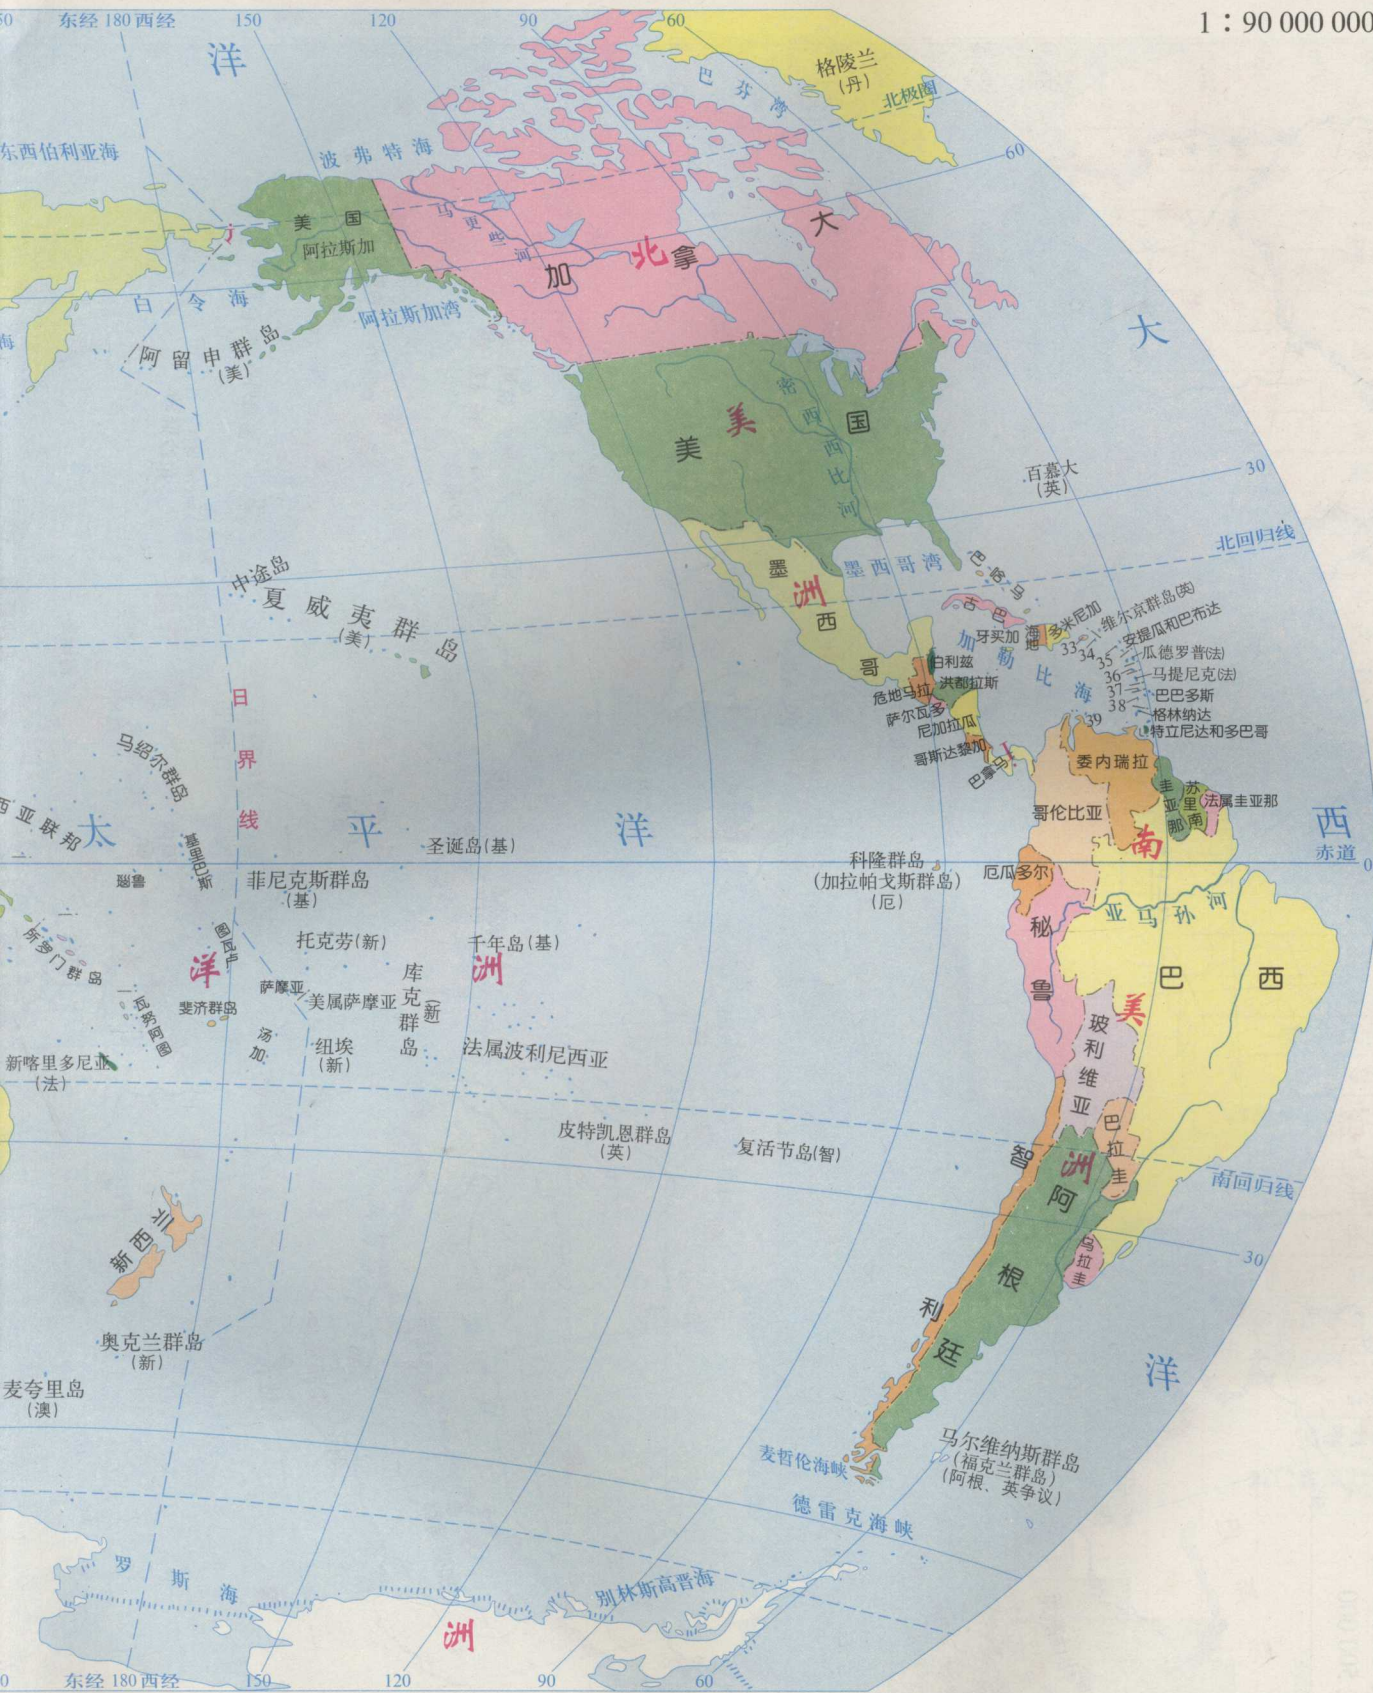 1：90 000 000
东经 180 西经
150
120
90
60
洋
格陵兰
(丹)
巴芬湾
北极圈
60
东西伯利亚海
波弗特海
美国
阿拉斯加
马更些河
加拿大
北
大
白令海
海
阿拉斯加湾
阿留申群岛
(美)
美
美国
密西西比河
百慕大
(英)
30
北回归线
中途岛
夏威夷群岛
(美)
墨西哥湾
墨西哥
洲
巴哈马
古巴
牙买加
海地
多米尼加
维尔京群岛(英)
安提瓜和巴布达
33
34
35
瓜德罗普(法)
36
马提尼克(法)
37
巴巴多斯
38
格林纳达
39
特立尼达和多巴哥
加勒比海
伯利兹
危地马拉
洪都拉斯
萨尔瓦多
尼加拉瓜
哥斯达黎加
巴拿马
日界线
马绍尔群岛
西亚联邦
太平洋
委内瑞拉
圭亚那
苏里南
法属圭亚那
哥伦比亚
南
西
赤道
0
基里巴斯
圣诞岛(基)
瑙鲁
菲尼克斯群岛
(基)
科隆群岛
(加拉帕戈斯群岛)
(厄)
厄瓜多尔
亚马孙河
秘鲁
巴西
所罗门群岛
图瓦卢
托克劳(新)
千年岛(基)
洋
洲
萨摩亚
美属萨摩亚
库克群岛
(新)
斐济群岛
瓦努阿图
汤加
纽埃
(新)
法属波利尼西亚
新喀里多尼亚
(法)
美
玻利维亚
巴拉圭
皮特凯恩群岛
(英)
复活节岛(智)
智利
洲
阿根廷
南回归线
乌拉圭
30
新西兰
奥克兰群岛
(新)
麦夸里岛
(澳)
洋
麦哲伦海峡
马尔维纳斯群岛
(福克兰群岛)
(阿根、英争议)
德雷克海峡
罗斯海
别林斯高晋海
洲
0
东经 180 西经
150
120
90
60